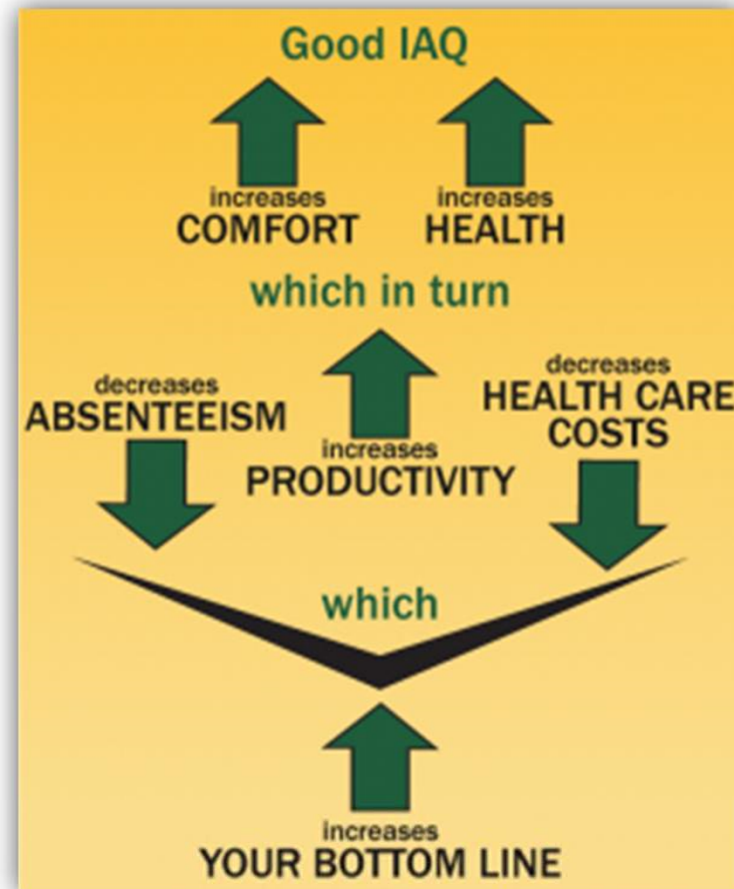 Good IAQ
increases
COMFORT
increases
HEALTH
which in turn
decreases
ABSENTEEISM
increases
PRODUCTIVITY
decreases
HEALTH CARE
COSTS
which
increases
YOUR BOTTOM LINE